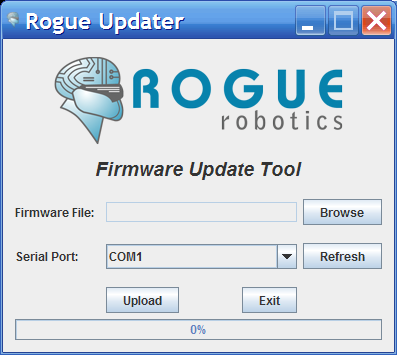 Rogue Updater
ROGUE
robotics
Firmware Update Tool
Firmware File: Browse
Serial Port: COM1 Refresh
Upload Exit
0%